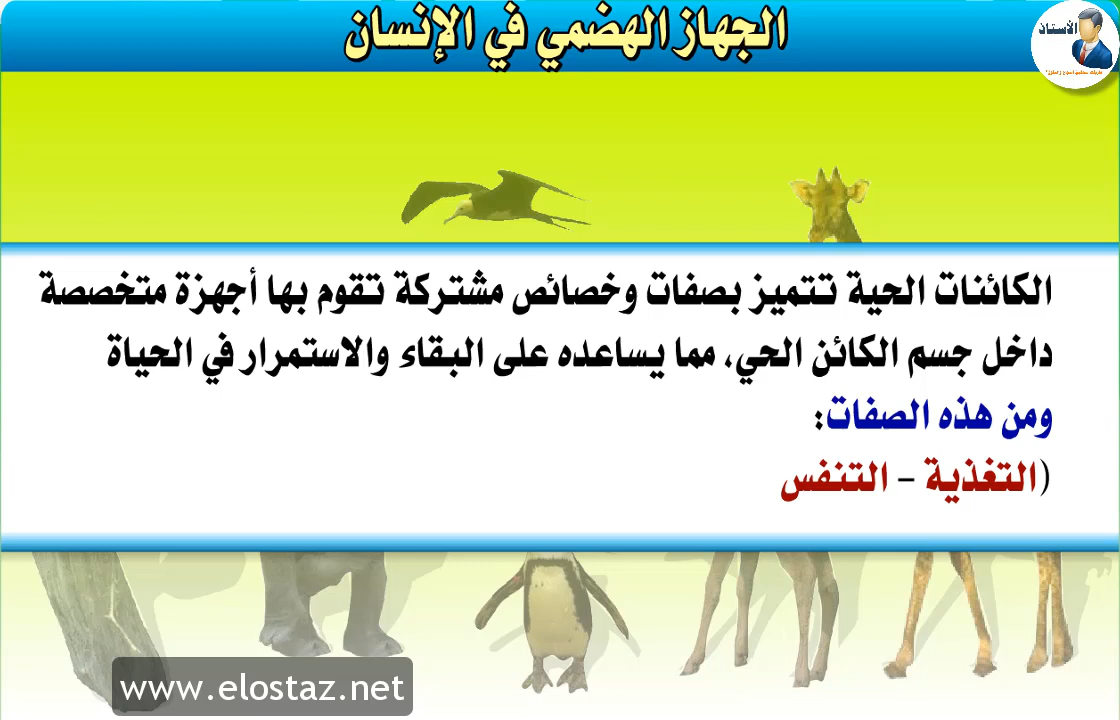 الجهاز الهضمي في الإنسان
الأستاذ
الكائنات الحية تتميز بصفات وخصائص مشتركة تقوم بها أجهزة متخصصة
داخل جسم الكائن الحي، مما يساعده على البقاء والاستمرار في الحياة
ومن هذه الصفات:
(التغذية – التنفس
www.elostaz.net